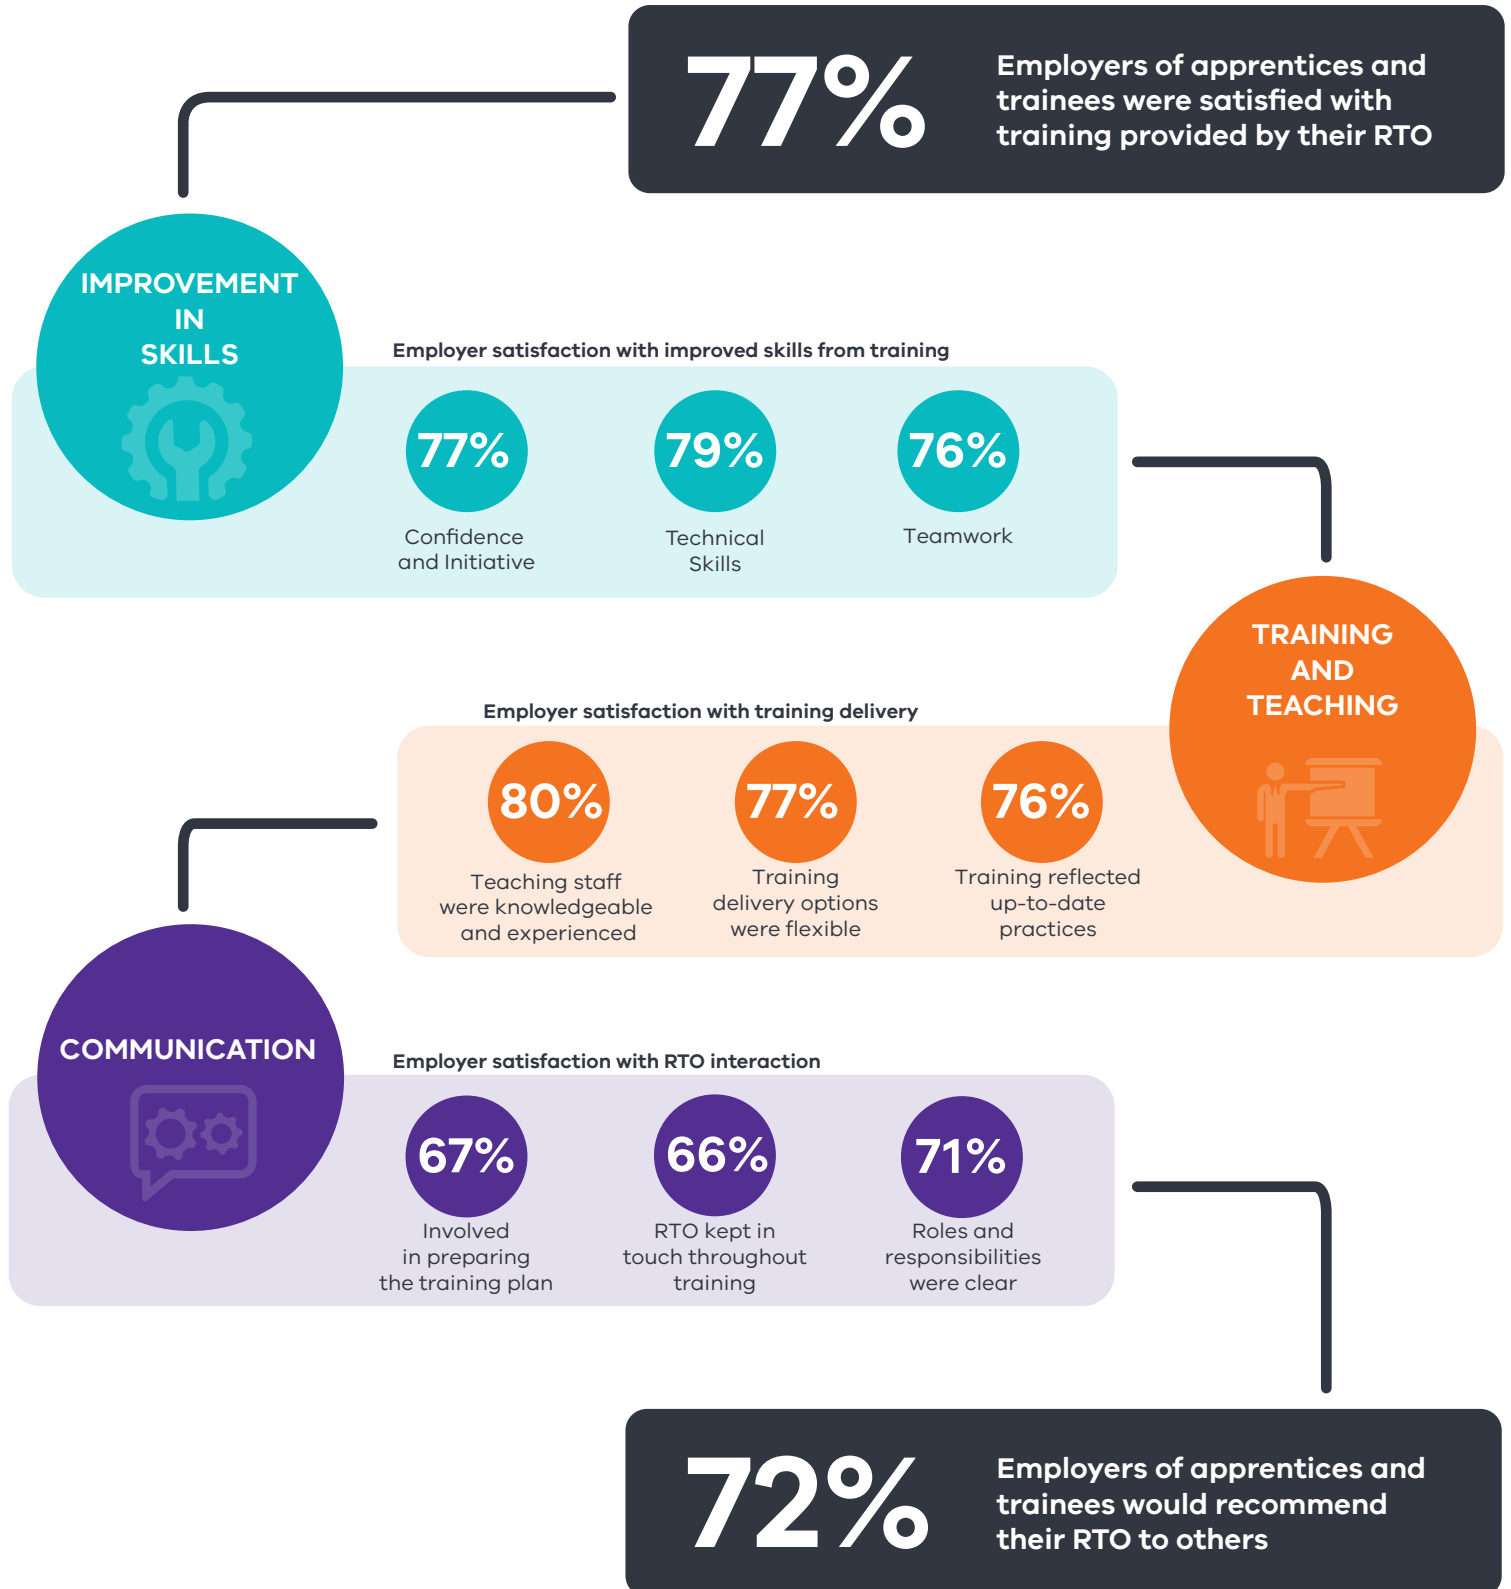 77%
Employers of apprentices and
trainees were satisfied with
training provided by their RTO
IMPROVEMENT
IN
SKILLS
Employer satisfaction with improved skills from training
77%
Confidence
and Initiative
79%
Technical
Skills
76%
Teamwork
TRAINING
AND
TEACHING
Employer satisfaction with training delivery
80%
Teaching staff
were knowledgeable
and experienced
77%
Training
delivery options
were flexible
76%
Training reflected
up-to-date
practices
COMMUNICATION
Employer satisfaction with RTO interaction
67%
Involved
in preparing
the training plan
66%
RTO kept in
touch throughout
training
71%
Roles and
responsibilities
were clear
72%
Employers of apprentices and
trainees would recommend
their RTO to others